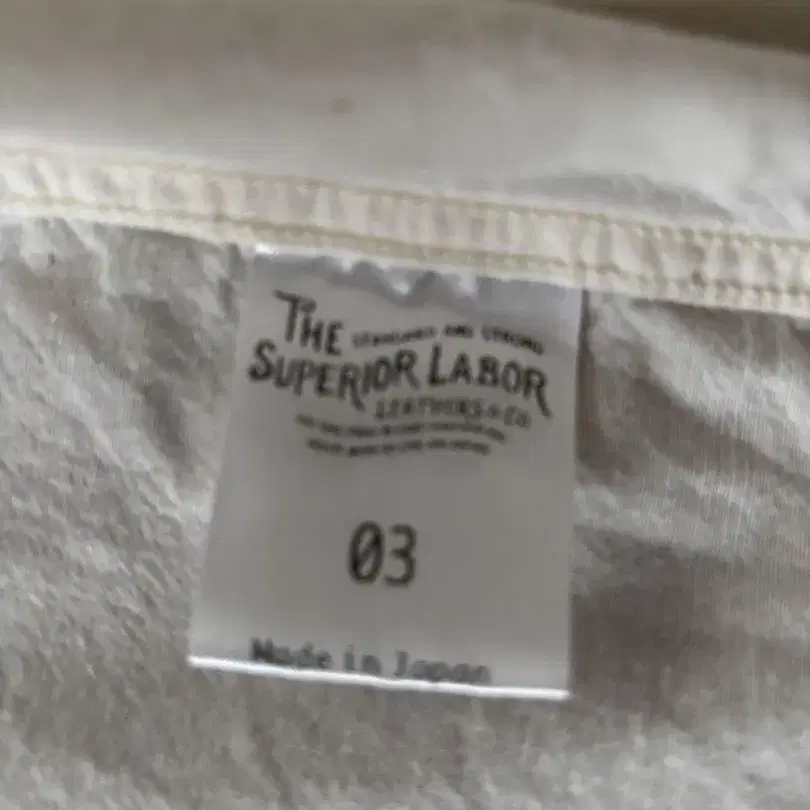 THE
STANDARD AND STRONG
SUPERIOR LABOR
LEATHERS & CO
03
Made in Japan